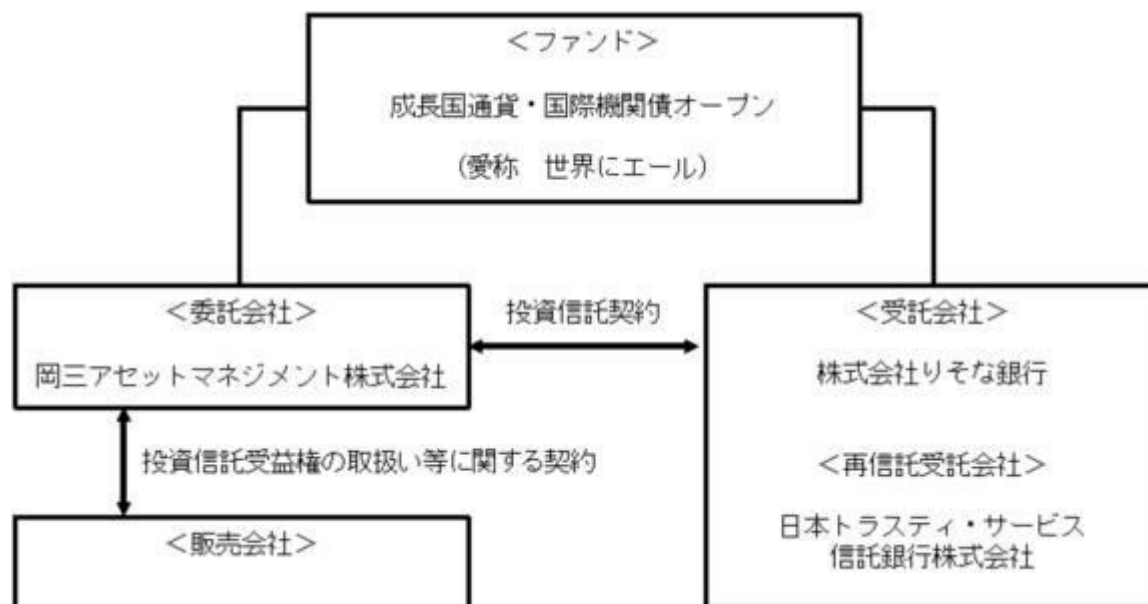 ＜ファンド＞
成長国通貨・国際機関債オープン
（愛称　世界にエール）
＜委託会社＞
岡三アセットマネジメント株式会社
投資信託契約
＜受託会社＞
株式会社りそな銀行
＜再信託受託会社＞
日本トラスティ・サービス
信託銀行株式会社
投資信託受益権の取扱い等に関する契約
＜販売会社＞